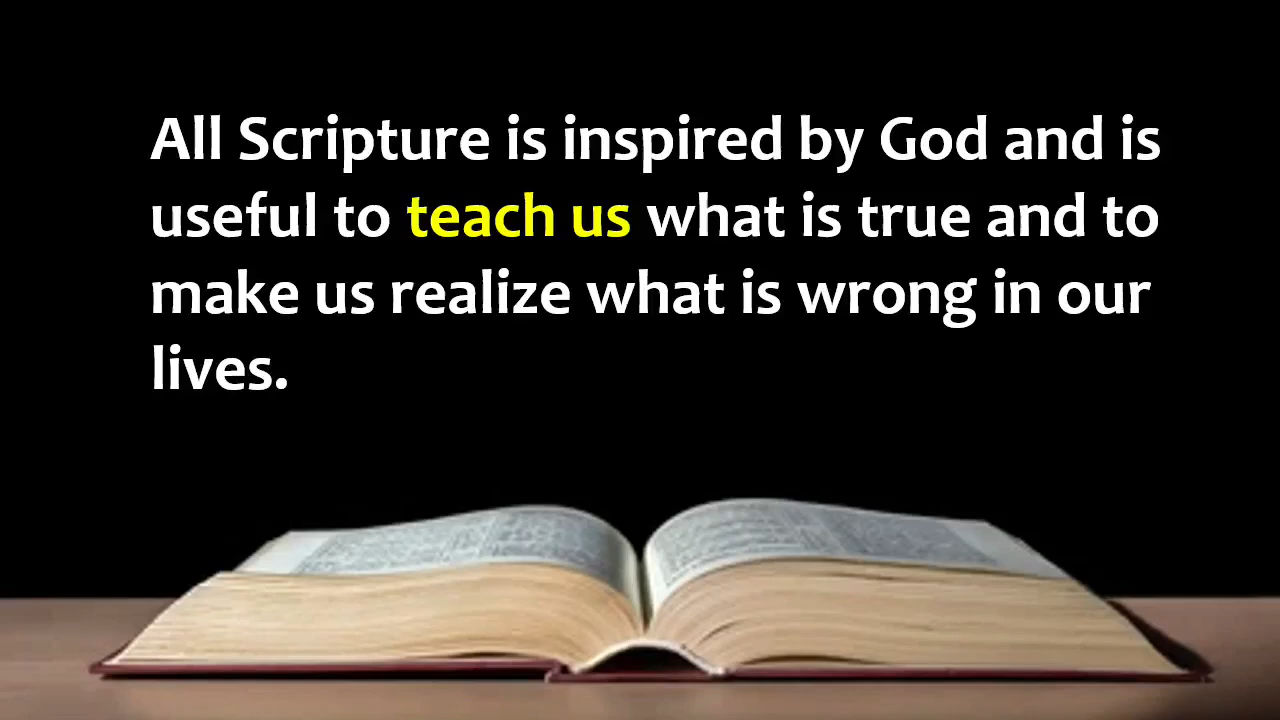 All Scripture is inspired by God and is
useful to teach us what is true and to
make us realize what is wrong in our
lives.